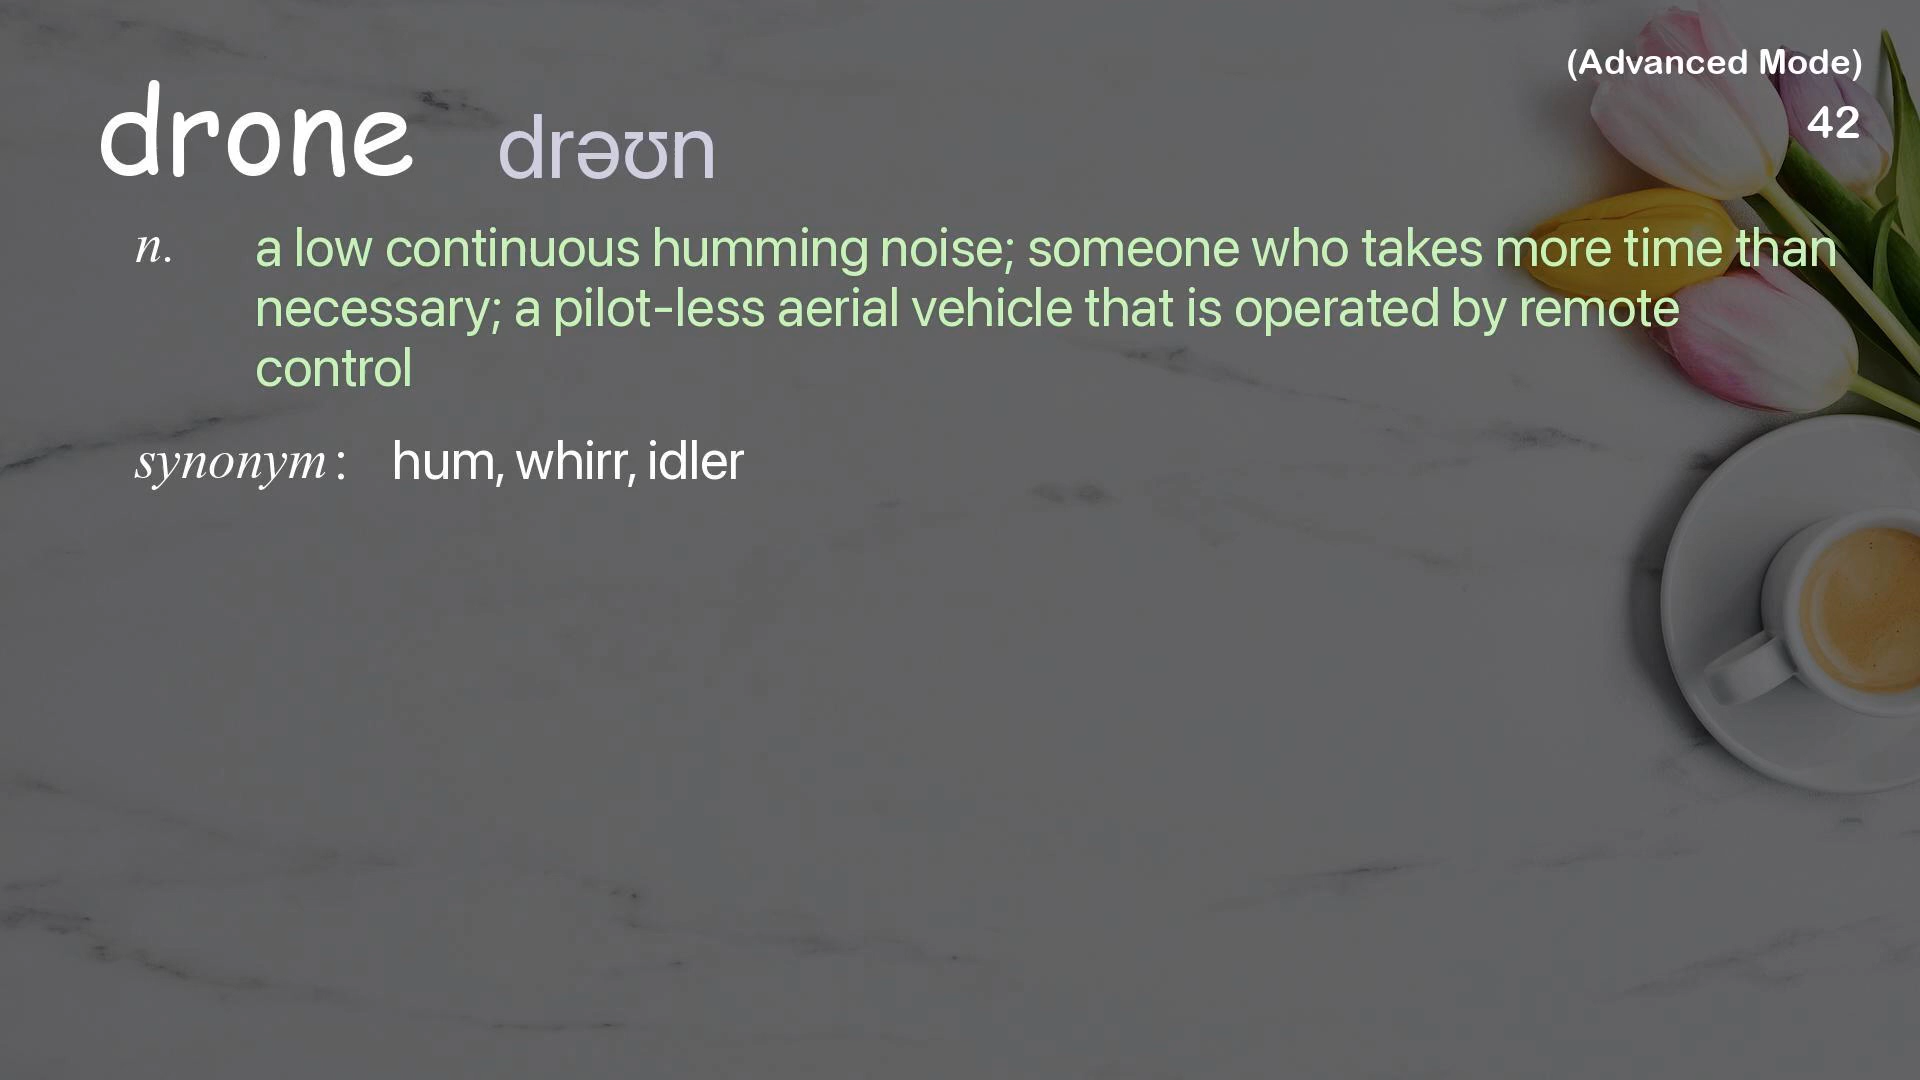 (Advanced Mode)
42
drone drəʊn
n. a low continuous humming noise; someone who takes more time than
necessary; a pilot-less aerial vehicle that is operated by remote
control
synonym: hum, whirr, idler